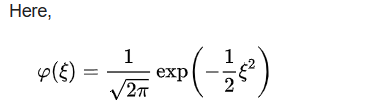 Here,
φ(ξ) = 1/√(2π) exp(−1/2 ξ²)